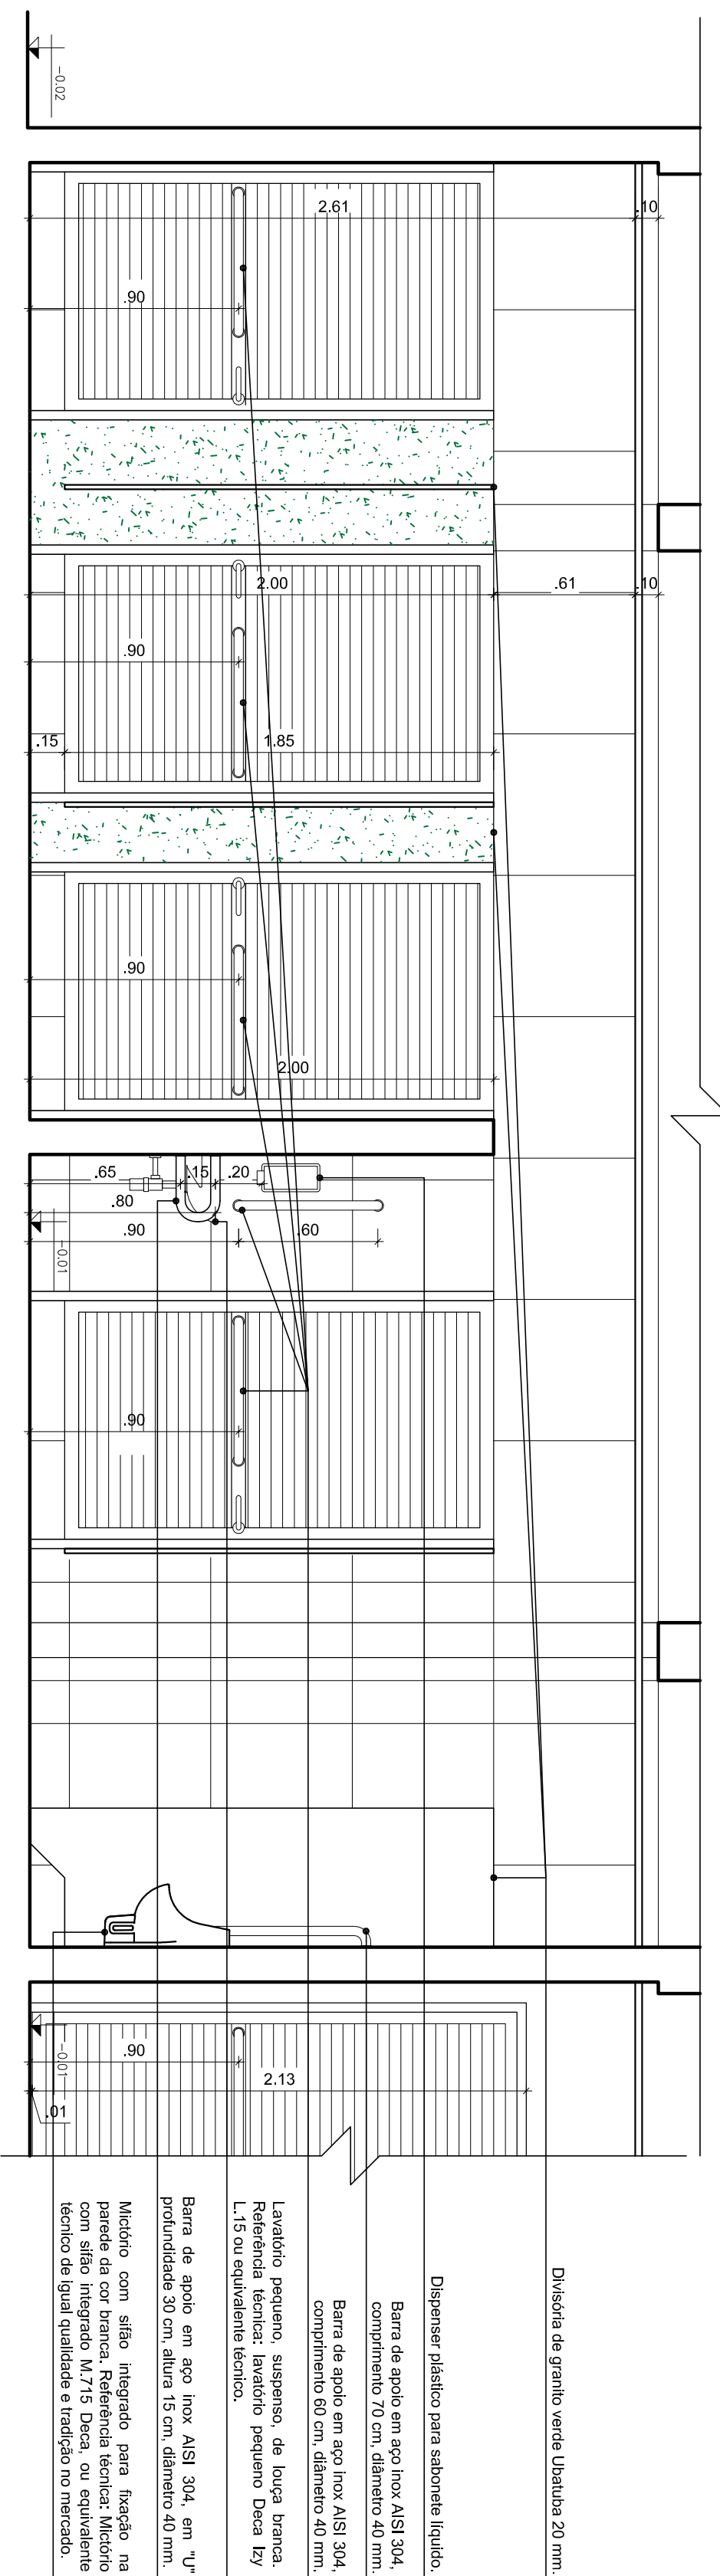 -0.02
2.61
.10
.90
2.00
.61
.10
.90
.15
1.85
.90
2.00
.65
.15
.20
.80
.90
.60
-0.01
.90
.90
2.13
-0.01
.01
Divisória de granito verde Ubatuba 20 mm.
Dispenser plástico para sabonete líquido.
Barra de apoio em aço inox AISI 304,
comprimento 70 cm, diâmetro 40 mm.
Barra de apoio em aço inox AISI 304,
comprimento 60 cm, diâmetro 40 mm.
Lavatório pequeno, suspenso, de louça branca.
Referência técnica: lavatório pequeno Deca Izy
L.15 ou equivalente técnico.
Barra de apoio em aço inox AISI 304, em "U"
profundidade 30 cm, altura 15 cm, diâmetro 40 mm.
Mictório com sifão integrado para fixação na
parede da cor branca. Referência técnica: Mictório
com sifão integrado M.715 Deca, ou equivalente
técnico de igual qualidade e tradição no mercado.